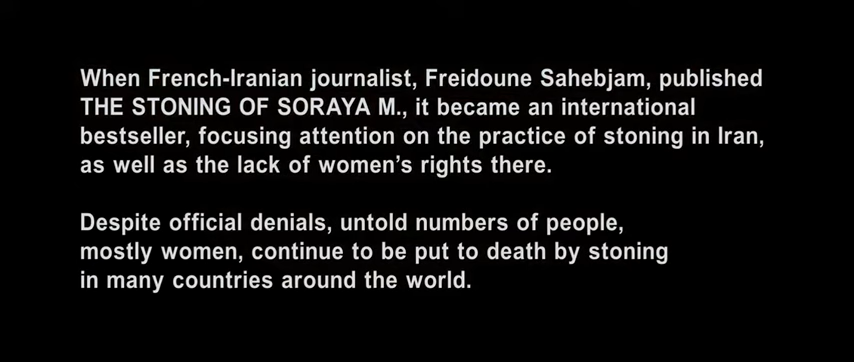 When French-Iranian journalist, Freidoune Sahebjam, published
THE STONING OF SORAYA M., it became an international
bestseller, focusing attention on the practice of stoning in Iran,
as well as the lack of women's rights there.
Despite official denials, untold numbers of people,
mostly women, continue to be put to death by stoning
in many countries around the world.